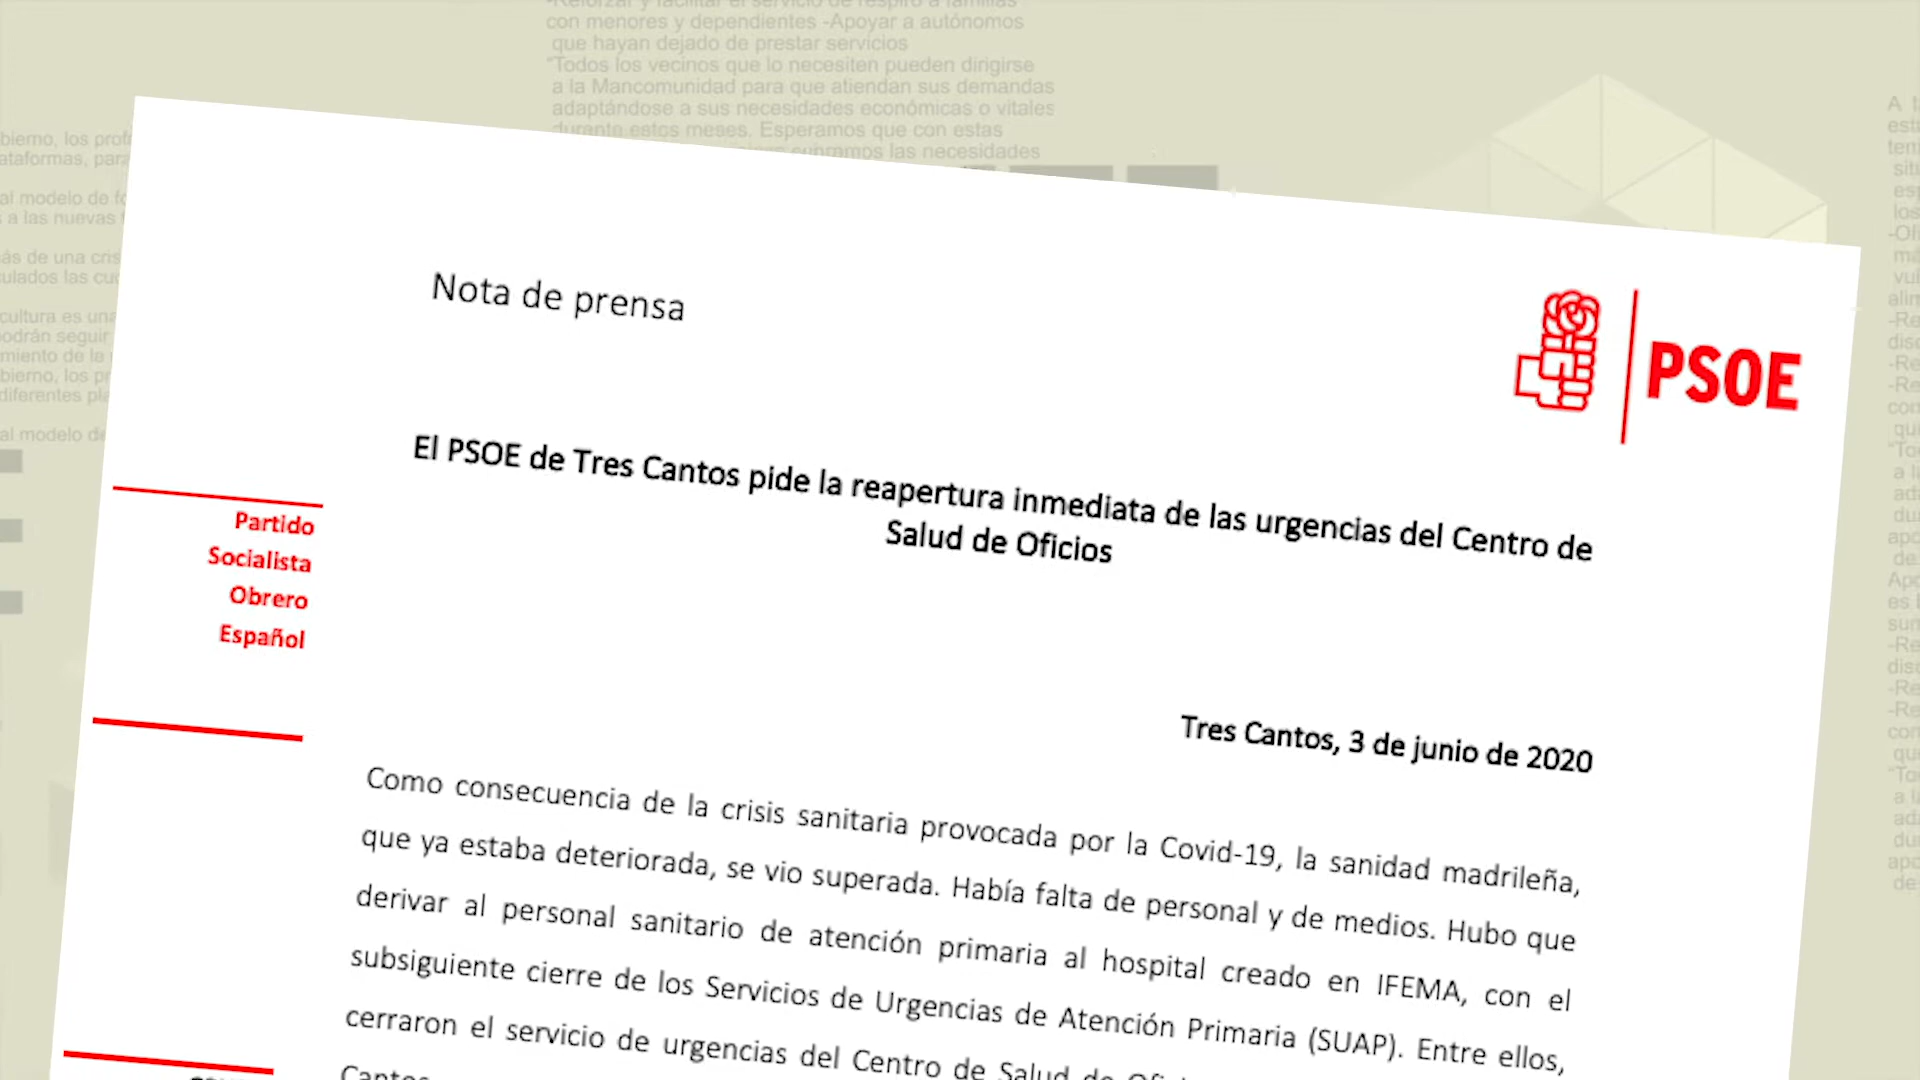 con menores y dependientes -Apoyar a autónomos
que hayan dejado de prestar servicios
"Todos los vecinos que lo necesiten pueden dirigirse
a la Mancomunidad para que atiendan sus demandas
adaptándose a sus necesidades económicas o vitales
durante estos meses. Esperamos que con estas
las necesidades
Nota de prensa
PSOE
El PSOE de Tres Cantos pide la reapertura inmediata de las urgencias del Centro de
Salud de Oficios
Partido
Socialista
Obrero
Español
Tres Cantos, 3 de junio de 2020
Como consecuencia de la crisis sanitaria provocada por la Covid-19, la sanidad madrileña,
que ya estaba deteriorada, se vio superada. Había falta de personal y de medios. Hubo que
derivar al personal sanitario de atención primaria al hospital creado en IFEMA, con el
subsiguiente cierre de los Servicios de Urgencias de Atención Primaria (SUAP). Entre ellos,
cerraron el servicio de urgencias del Centro de Salud de
Cantos